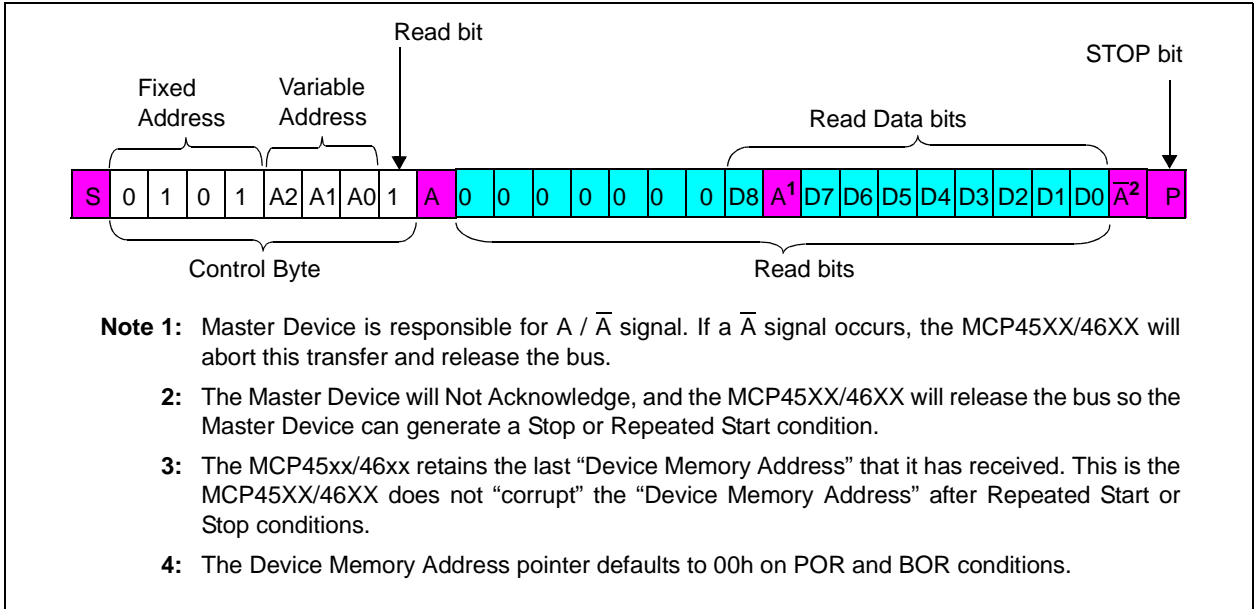 Read bit
STOP bit
Fixed
Address
Variable
Address
Read Data bits
S 0 1 0 1 A2 A1 A0 1 A 0 0 0 0 0 0 0 D8 A¹ D7 D6 D5 D4 D3 D2 D1 D0 A̅² P
Control Byte
Read bits
Note 1: Master Device is responsible for A / A̅ signal. If a A̅ signal occurs, the MCP45XX/46XX will
abort this transfer and release the bus.
2: The Master Device will Not Acknowledge, and the MCP45XX/46XX will release the bus so the
Master Device can generate a Stop or Repeated Start condition.
3: The MCP45xx/46xx retains the last “Device Memory Address” that it has received. This is the
MCP45XX/46XX does not “corrupt” the “Device Memory Address” after Repeated Start or
Stop conditions.
4: The Device Memory Address pointer defaults to 00h on POR and BOR conditions.